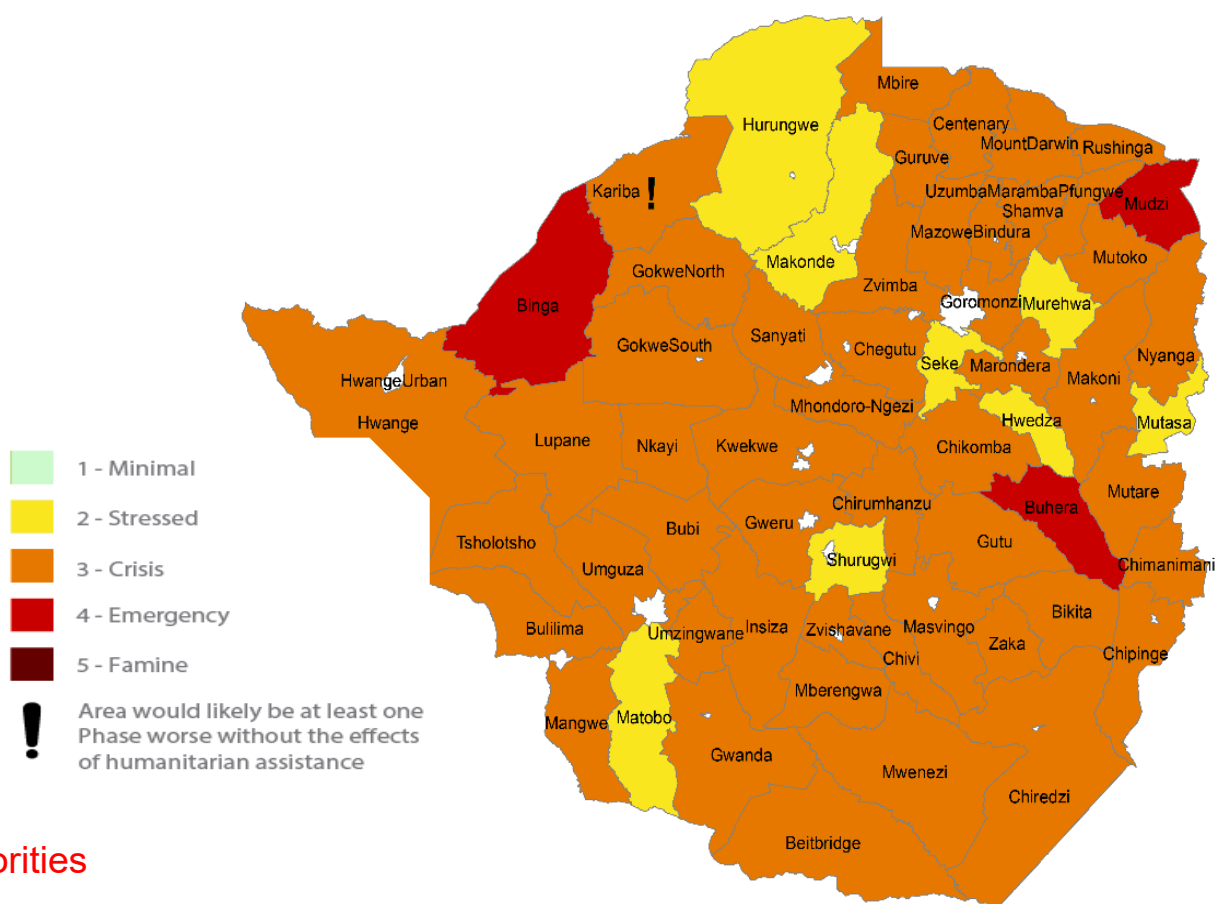 Mbire
Hurungwe
Centenary
MountDarwin
Rushinga
Guruve
Kariba
!
UzumbaMarambaPfungwe
Mudzi
Shamva
Mazowe
Bindura
Mutoko
Makonde
GokweNorth
Zvimba
Goromonzi
Murehwa
Binga
Sanyati
GokweSouth
Chegutu
Seke
Marondera
Makoni
Nyanga
HwangeUrban
Hwange
Mhondoro-Ngezi
Hwedza
Mutasa
Lupane
Nkayi
Kwekwe
Chikomba
1 - Minimal
2 - Stressed
3 - Crisis
4 - Emergency
5 - Famine
!
Area would likely be at least one
Phase worse without the effects
of humanitarian assistance
Mutare
Chirumhanzu
Buhera
Bubi
Gweru
Tsholotsho
Gutu
Umguza
Shurugwi
Chimanimani
Bikita
Bulilima
Umzingwane
Insiza
Zvishavane
Masvingo
Zaka
Chivi
Chipinge
Mberengwa
Mangwe
Matobo
Gwanda
Mwenezi
Chiredzi
Beitbridge
orities